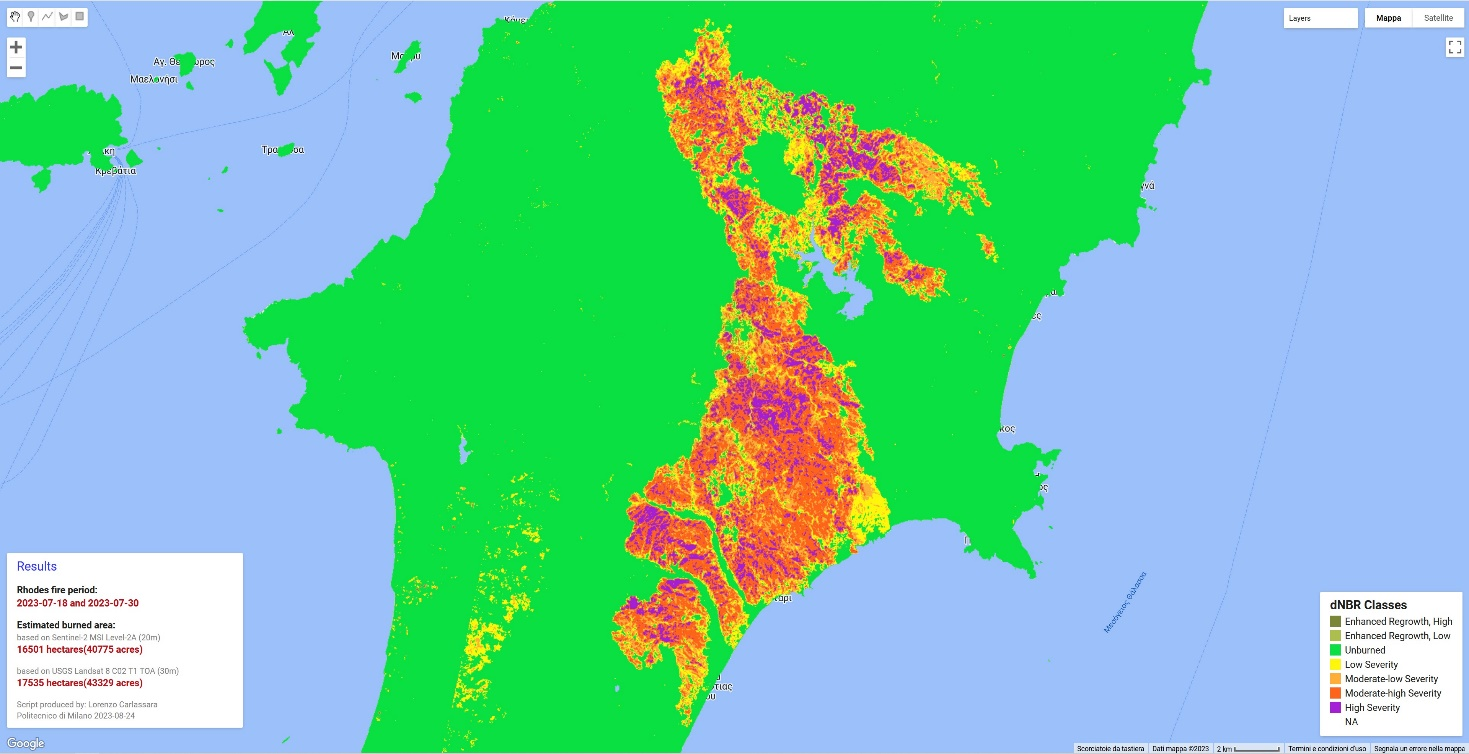 Layers
Mappa
Satellite
Results
Rhodes fire period:
2023-07-18 and 2023-07-30
Estimated burned area:
based on Sentinel-2 MSI Level-2A (20m)
16501 hectares(40775 acres)
based on USGS Landsat 8 C02 T1 TOA (30m)
17535 hectares(43329 acres)
Script produced by: Lorenzo Carlassara
Politecnico di Milano 2023-08-24
Μεσόγειος Θάλασσα
dNBR Classes
Enhanced Regrowth, High
Enhanced Regrowth, Low
Unburned
Low Severity
Moderate-low Severity
Moderate-high Severity
High Severity
NA
Google
Scorciatoie da tastiera
Dati mappa ©2023
2 km
Termini e condizioni d'uso
Segnala un errore nella mappa